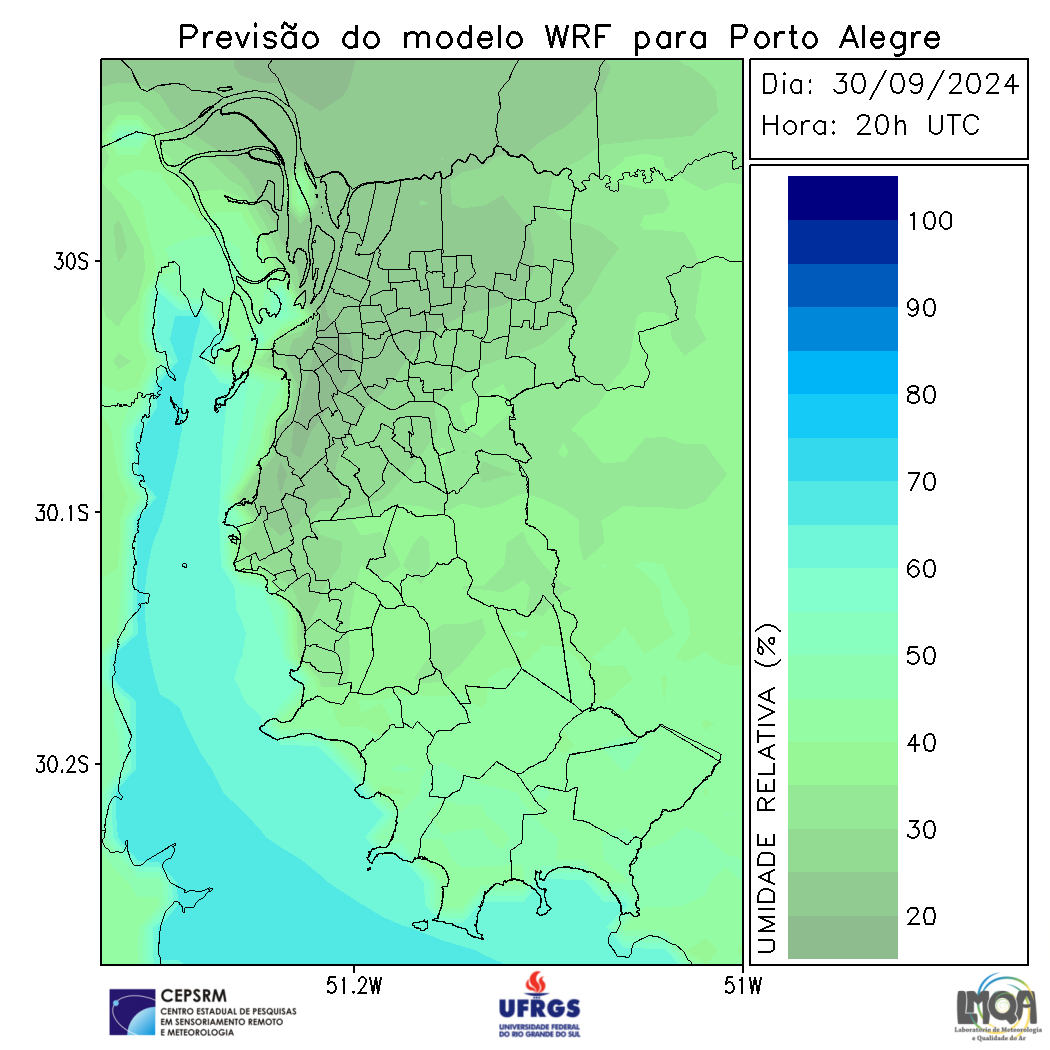 Previsão do modelo WRF para Porto Alegre
Dia: 30/09/2024
Hora: 20h UTC
30S
30.1S
30.2S
51.2W
51W
UMIDADE RELATIVA (%)
100
90
80
70
60
50
40
30
20
CEPSRM
CENTRO ESTADUAL DE PESQUISAS
EM SENSORIAMENTO REMOTO
E METEOROLOGIA
UFRGS
UNIVERSIDADE FEDERAL
DO RIO GRANDE DO SUL
LMQA
Laboratório de Meteorologia
e Qualidade do Ar